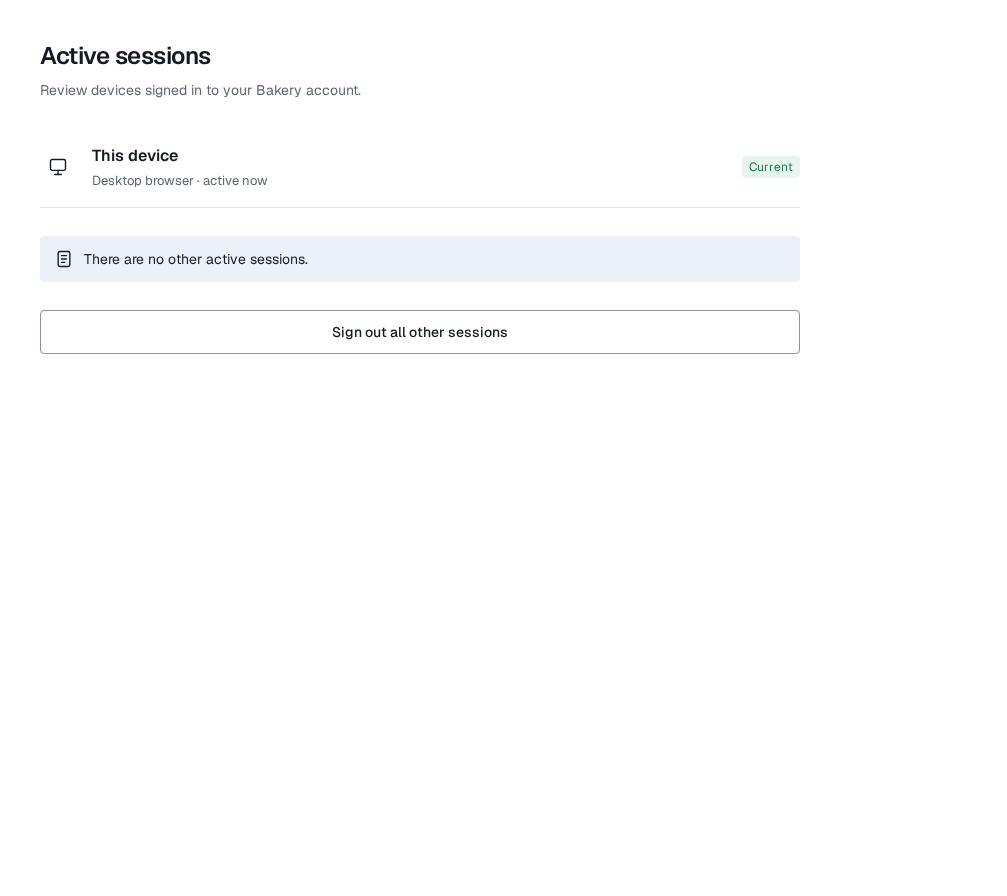 Active sessions
Review devices signed in to your Bakery account.
This device
Desktop browser · active now
Current
There are no other active sessions.
Sign out all other sessions